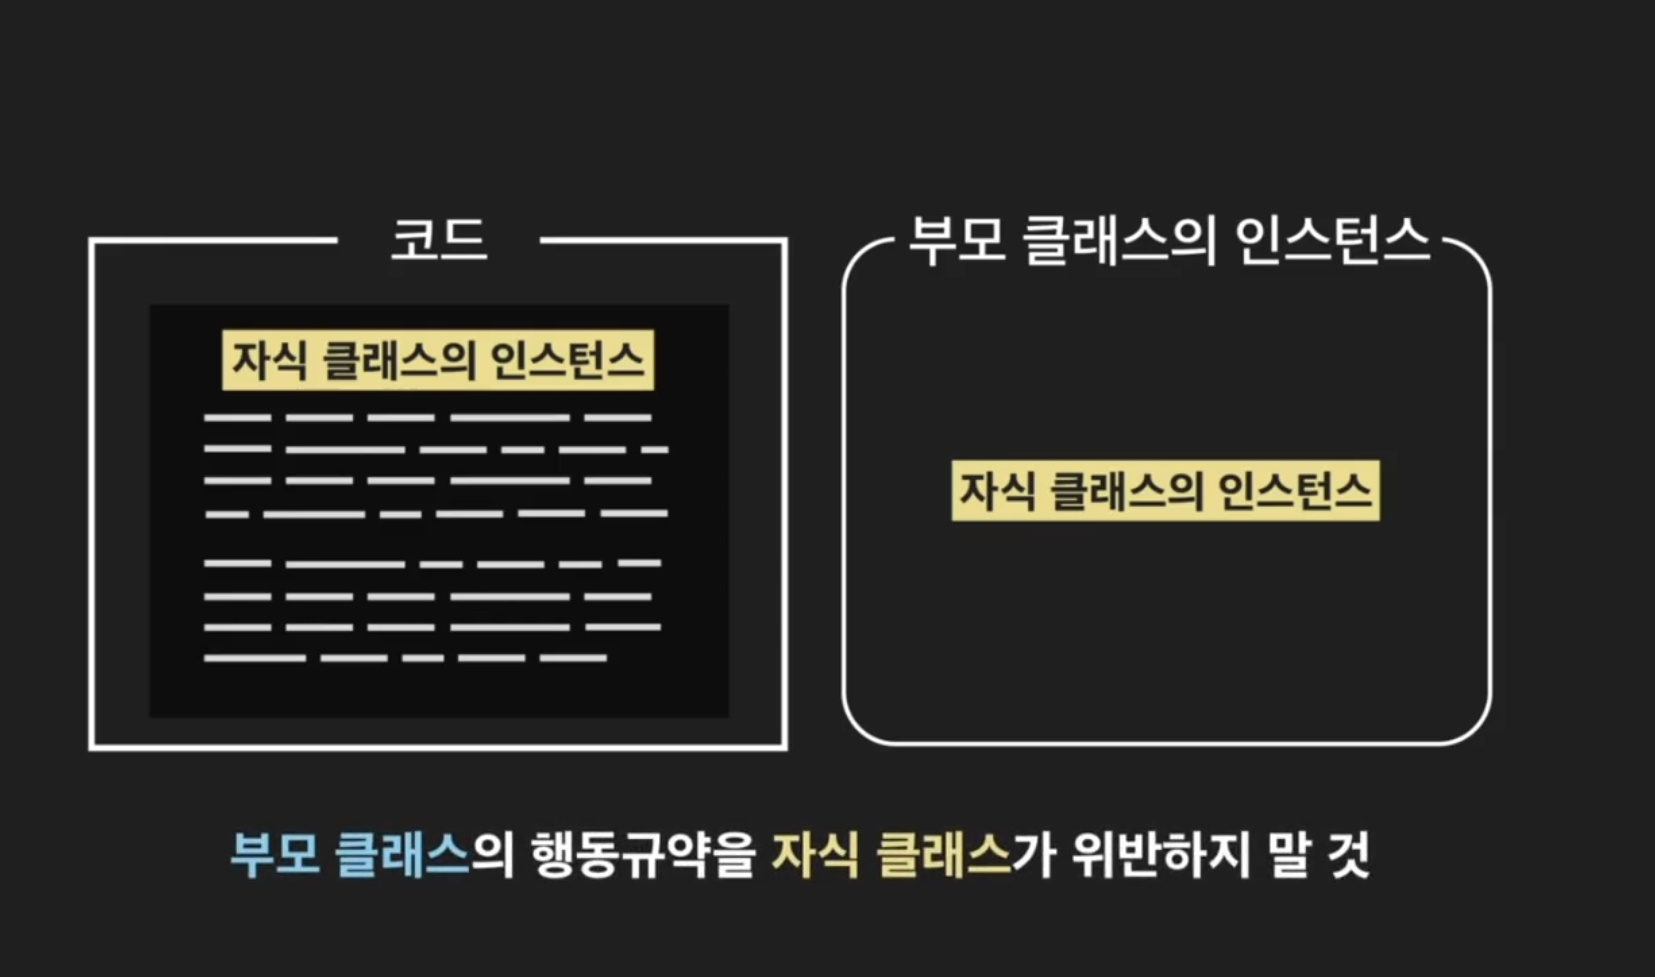 코드
자식 클래스의 인스턴스
부모 클래스의 인스턴스
자식 클래스의 인스턴스
부모 클래스의 행동규약을 자식 클래스가 위반하지 말 것